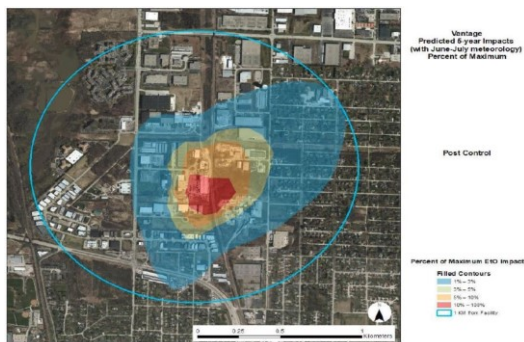 Vantage
Predicted 5-year Impacts
(with June-July meteorology)
Percent of Maximum
Post Control
Percent of Maximum EtO Impact
Filled Contours
1% - 3%
3% - 5%
5% - 10%
10% - 100%
1 KM from Facility
0 0.25 0.5 1
Kilometers